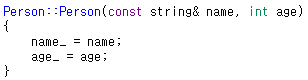 Person::Person(const string& name, int age)
{
    name_ = name;
    age_ = age;
}